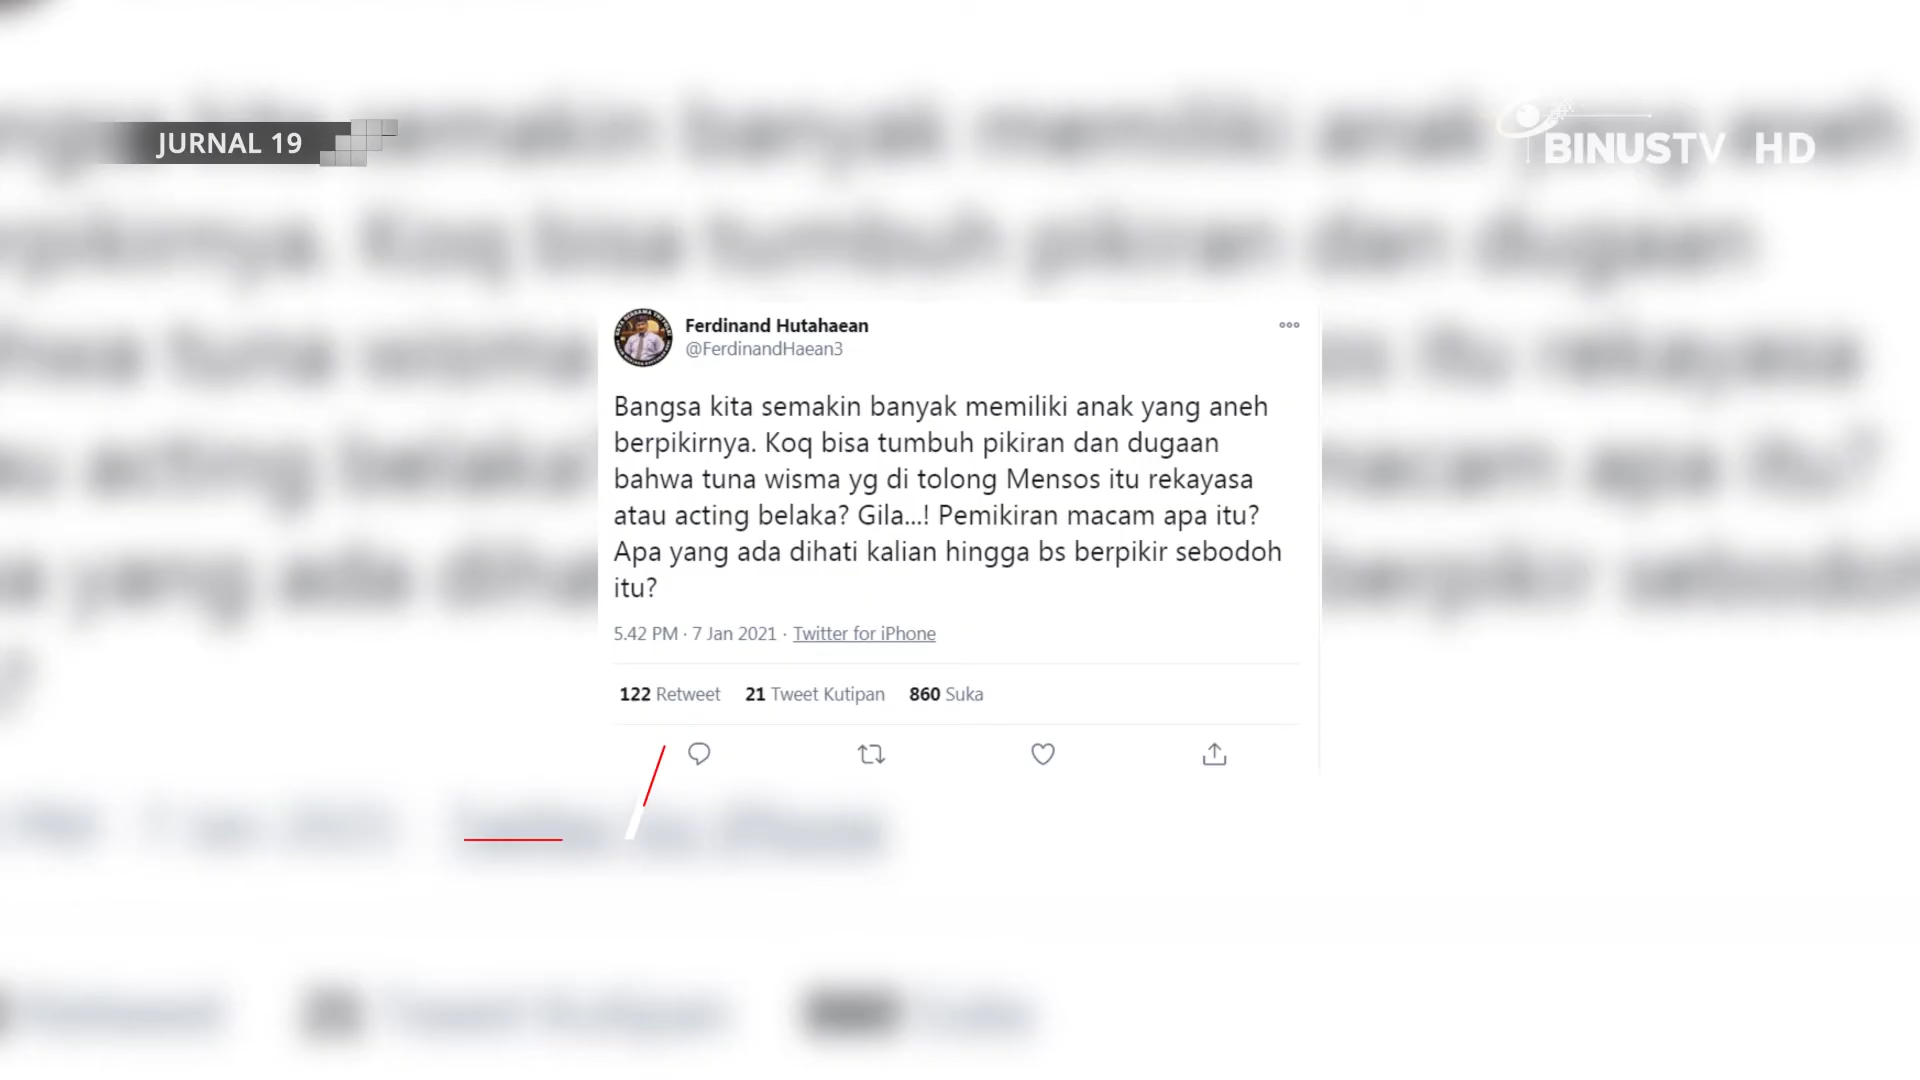 JURNAL 19
BINUSTV HD
Ferdinand Hutahaean
@FerdinandHaean3
Bangsa kita semakin banyak memiliki anak yang aneh
berpikirnya. Koq bisa tumbuh pikiran dan dugaan
bahwa tuna wisma yg di tolong Mensos itu rekayasa
atau acting belaka? Gila...! Pemikiran macam apa itu?
Apa yang ada dihati kalian hingga bs berpikir sebodoh
itu?
5.42 PM · 7 Jan 2021 · Twitter for iPhone
122 Retweet 21 Tweet Kutipan 860 Suka